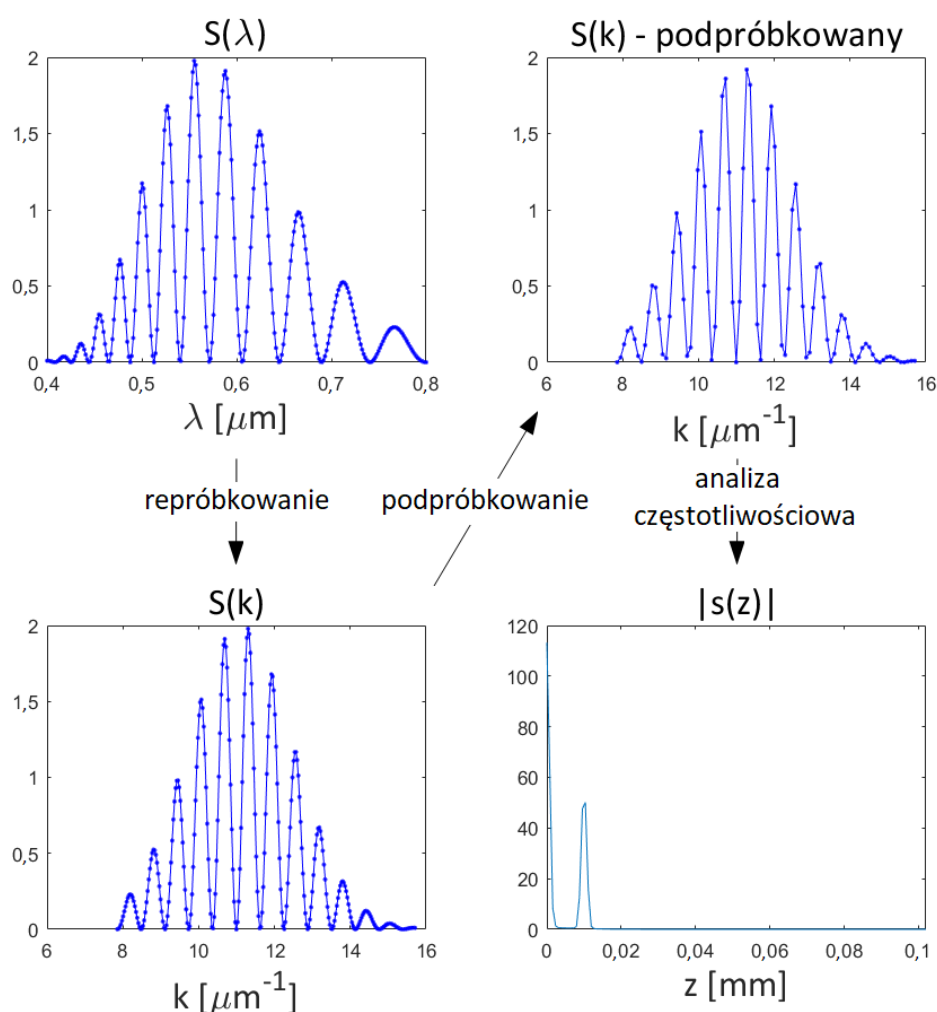 S(λ)
2
1,5
1
0,5
0
0,4 0,5 0,6 0,7 0,8
λ [μm]
S(k) - podpróbkowany
2
1,5
1
0,5
0
6 8 10 12 14 16
k [μm⁻¹]
repróbkowanie
podpróbkowanie
analiza
częstotliwościowa
S(k)
2
1,5
1
0,5
0
6 8 10 12 14 16
k [μm⁻¹]
|s(z)|
120
100
80
60
40
20
0
0 0,02 0,04 0,06 0,08 0,1
z [mm]